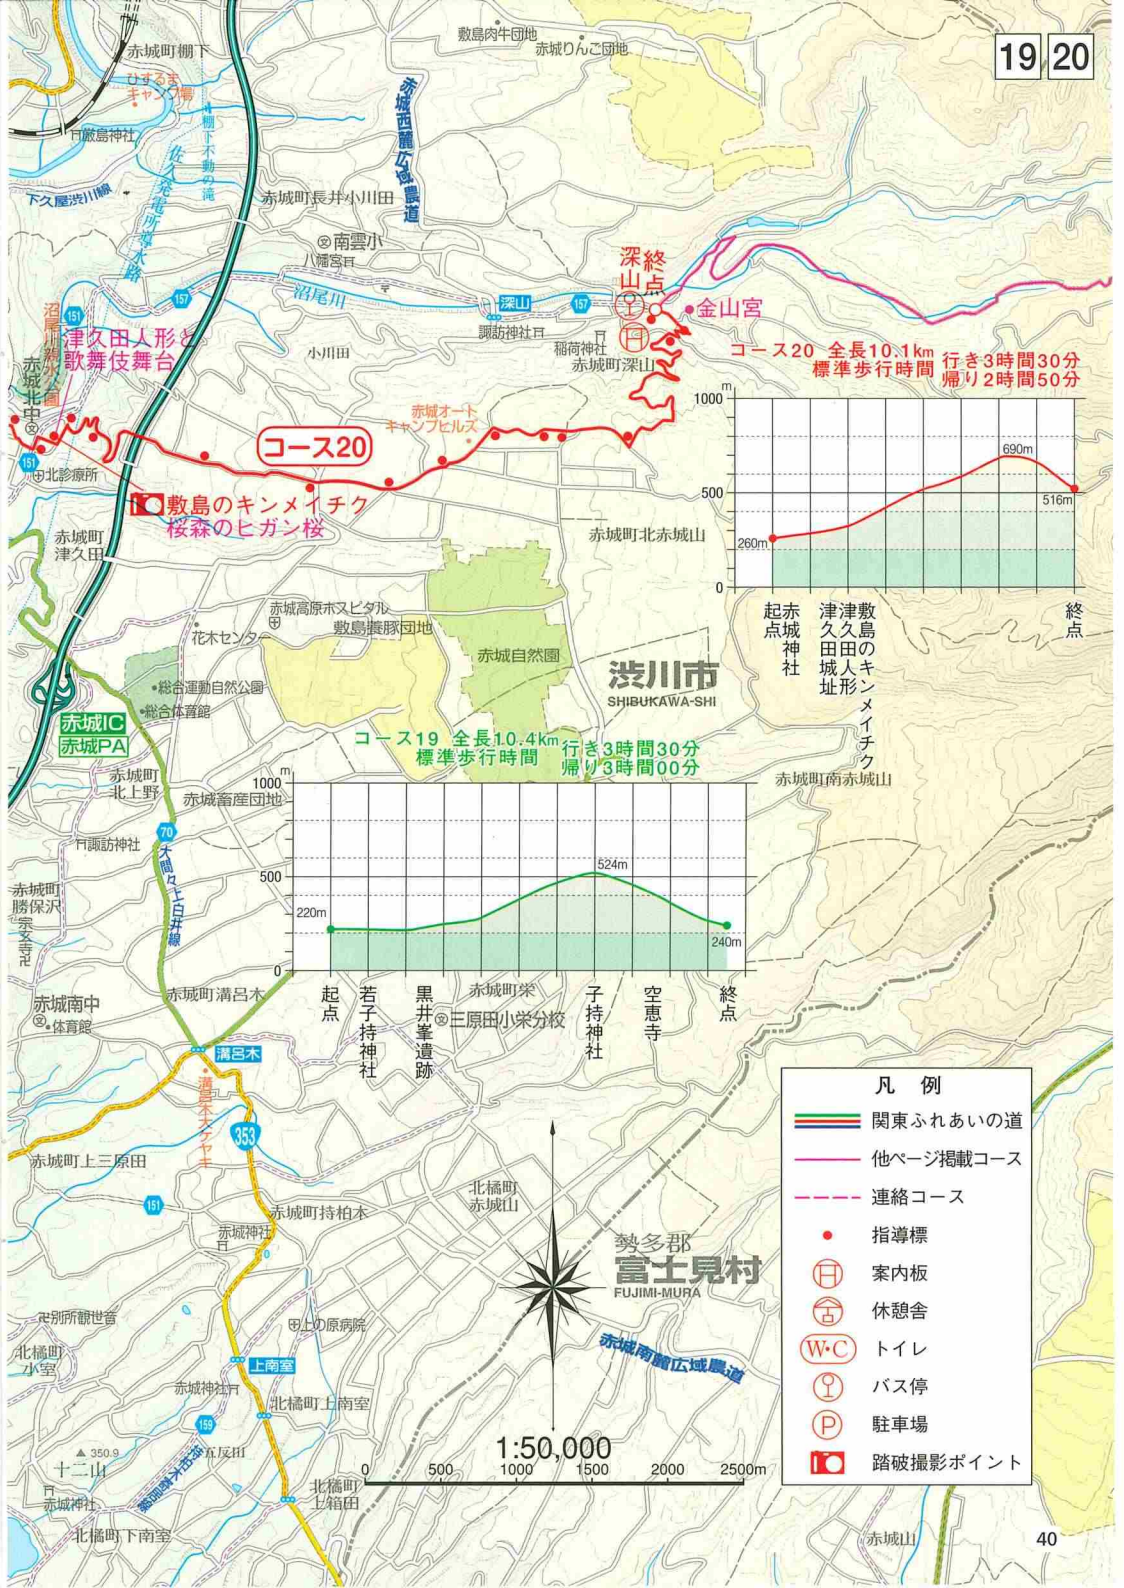 敷島肉牛団地
赤城りんご団地
19 20
赤城町棚下
ひするま
キャンプ場
棚下不動の滝
厳島神社
佐久発電所導水路
下久屋渋川線
赤城西麓広域農道
赤城町長井小川田
南雲小
八幡宮
沼尾川
157
151
深山
157
諏訪神社
稲荷神社
深山
終点
金山宮
赤城町深山
小川田
沼尾川親水公園
津久田人形と
歌舞伎舞台
赤城北中
151
北診療所
赤城オート
キャンプヒルズ
コース20
敷島のキンメイチク
桜森のヒガン桜
コース20 全長10.1km 行き3時間30分
標準歩行時間 帰り2時間50分
m
1000
500
0
260m
690m
516m
起点
赤城神社
津久田城址
津久田人形
敷島のキンメイチク
終点
赤城町
津久田
赤城町北赤城山
赤城高原ホスピタル
敷島養豚団地
花木センター
赤城自然園
渋川市
SHIBUKAWA-SHI
総合運動自然公園
総合体育館
赤城IC
赤城PA
赤城町
北上野
赤城畜産団地
赤城町南赤城山
コース19 全長10.4km 行き3時間30分
標準歩行時間 帰り3時間00分
m
1000
500
0
220m
524m
240m
起点
若子持神社
黒井峯遺跡
子持神社
空恵寺
終点
諏訪神社
70
大間々上白井線
赤城町
勝保沢
宗玄寺
赤城町溝呂木
赤城町栄
三原田小栄分校
赤城南中
体育館
溝呂木
溝呂木大ケヤキ
353
赤城町上三原田
151
赤城町持柏木
赤城神社
北橘町
赤城山
勢多郡
富士見村
FUJIMI-MURA
別所観世音
上の原病院
赤城南麓広域農道
北橘町
小室
上南室
赤城神社
北橘町上南室
159
350.9
十二山
五反田
赤城神社
北橘町
上箱田
北橘町下南室
1:50,000
0 500 1000 1500 2000 2500m
凡 例
関東ふれあいの道
他ページ掲載コース
連絡コース
指導標
案内板
休憩舎
W・C トイレ
バス停
P 駐車場
踏破撮影ポイント
赤城山
40